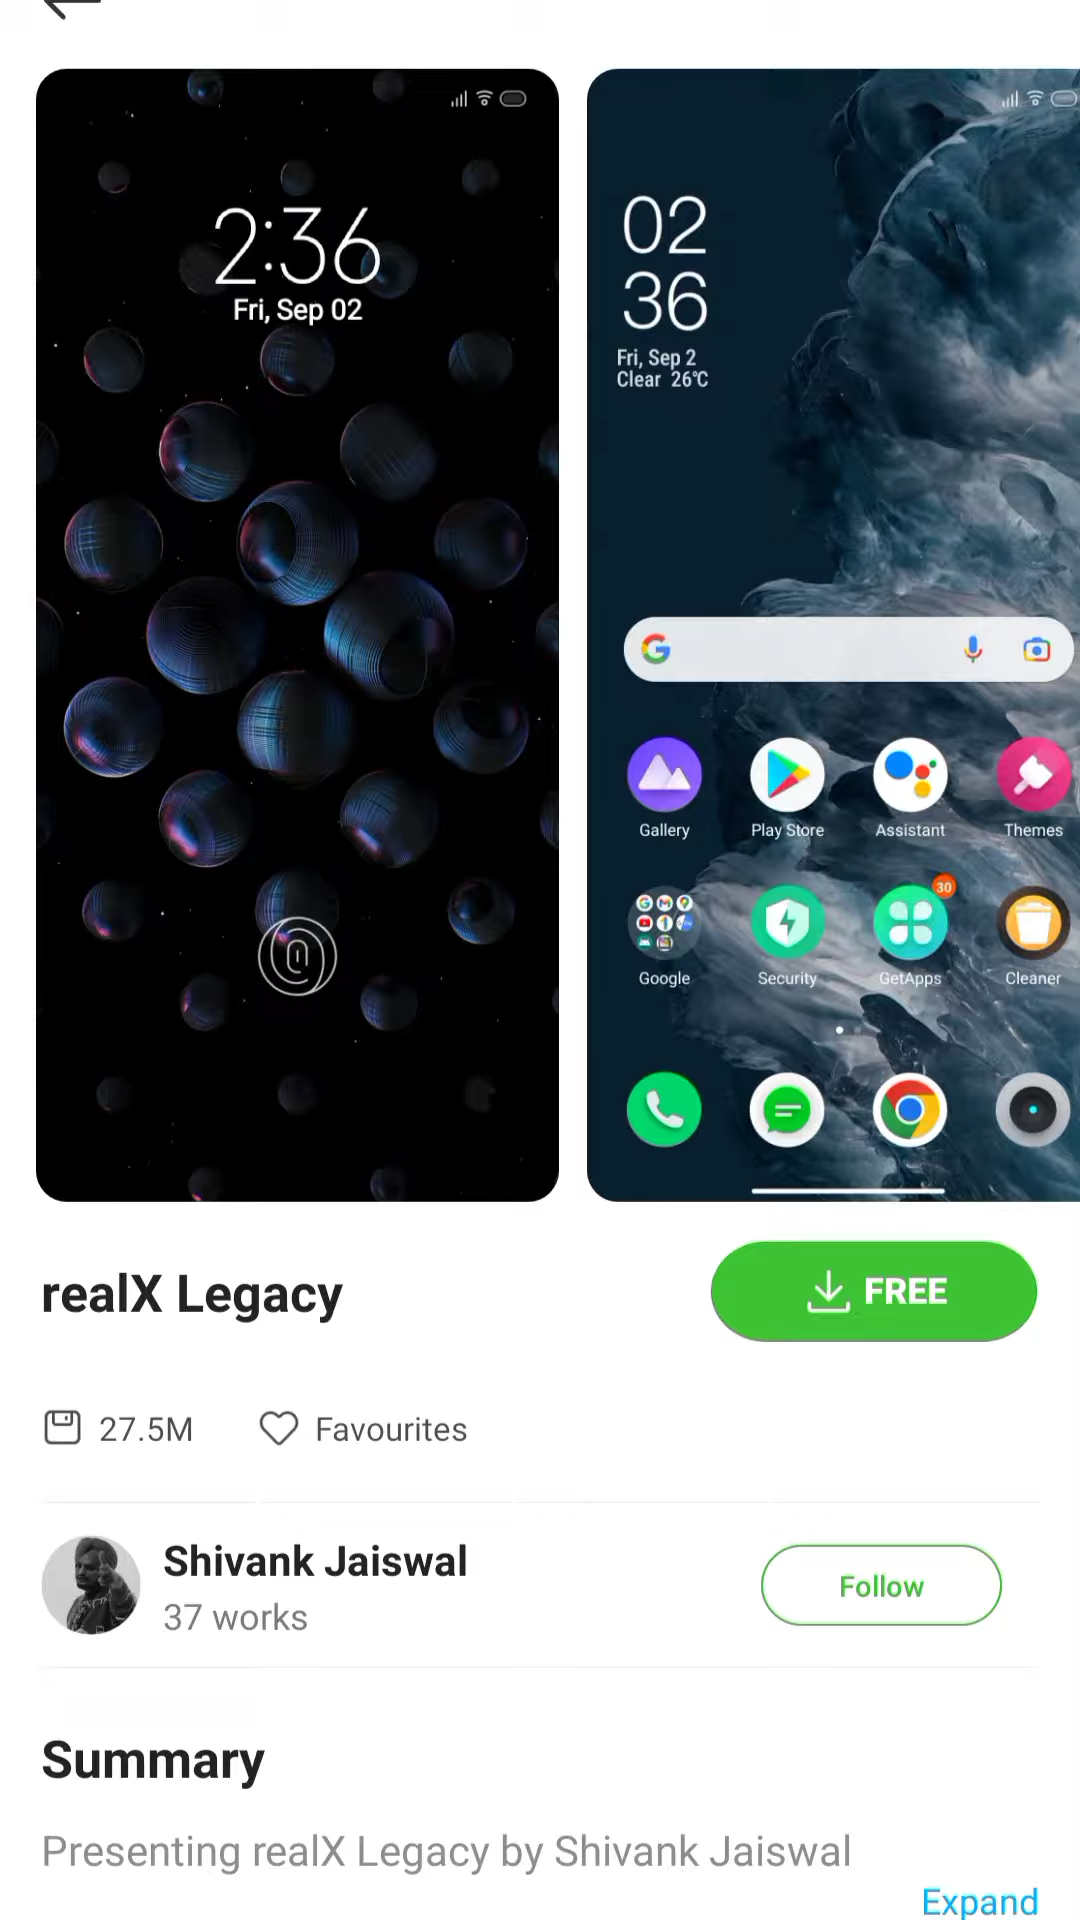 2:36
Fri, Sep 02
02
36
Fri, Sep 2
Clear 26℃
Gallery
Play Store
Assistant
Themes
30
Google
Security
GetApps
Cleaner
realX Legacy
FREE
27.5M
Favourites
Shivank Jaiswal
37 works
Follow
Summary
Presenting realX Legacy by Shivank Jaiswal
Expand